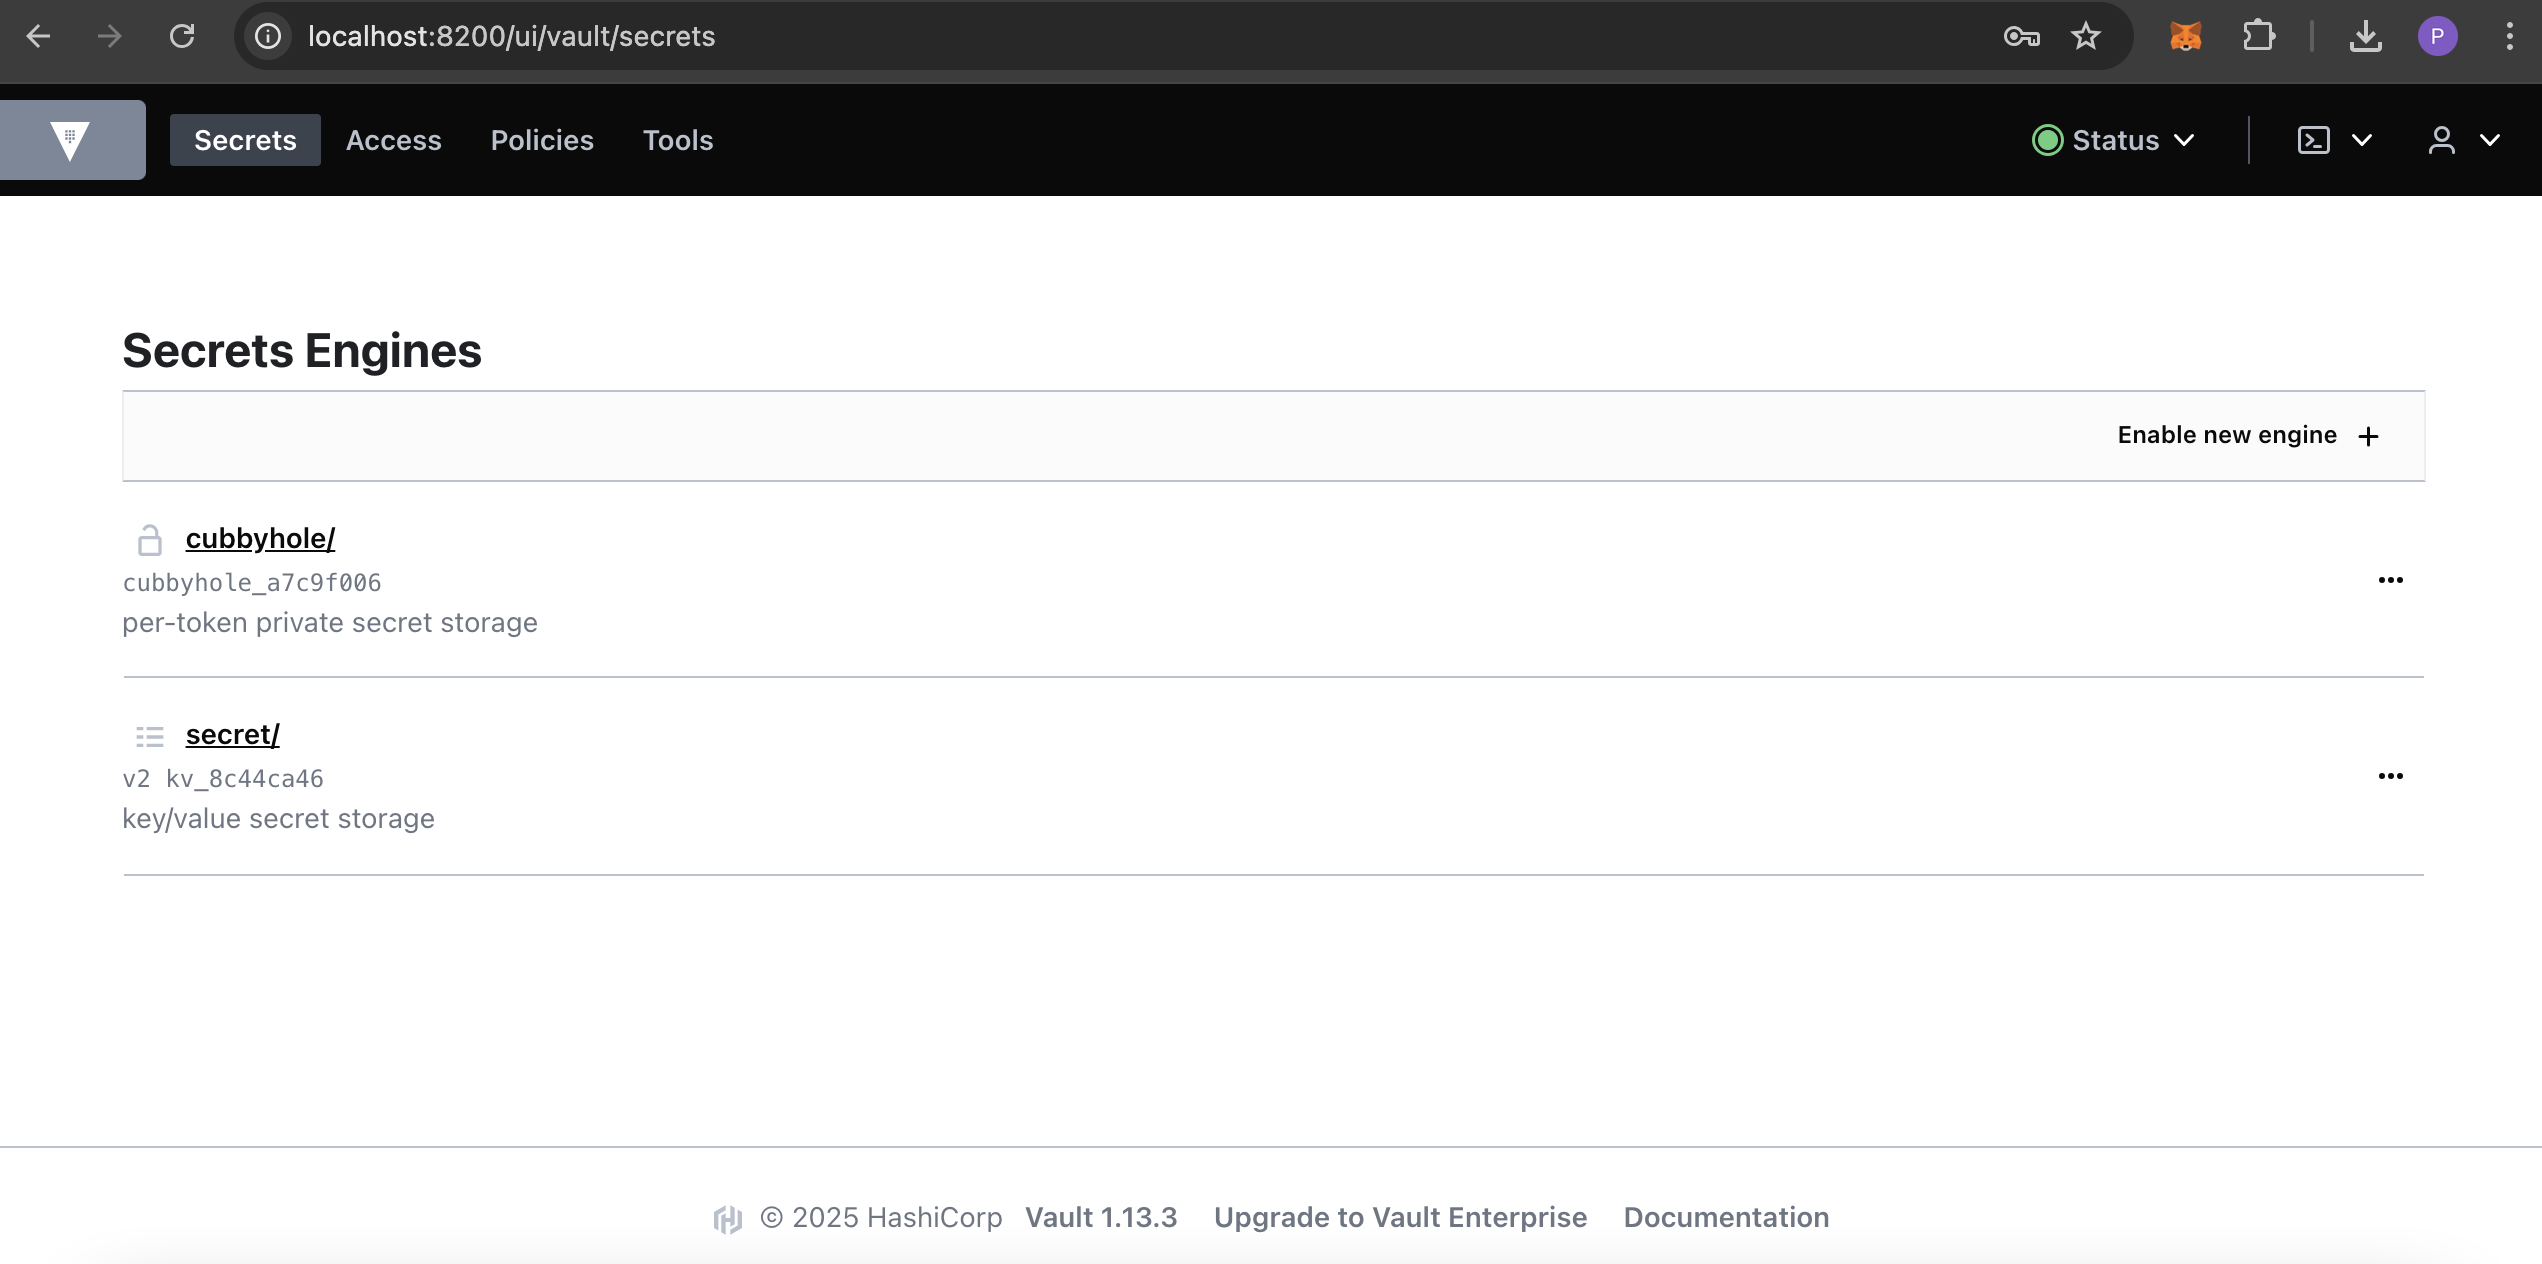 localhost:8200/ui/vault/secrets
P
Secrets Access Policies Tools Status
Secrets Engines
Enable new engine +
cubbyhole/
cubbyhole_a7c9f006
per-token private secret storage
secret/
v2 kv_8c44ca46
key/value secret storage
© 2025 HashiCorp Vault 1.13.3 Upgrade to Vault Enterprise Documentation